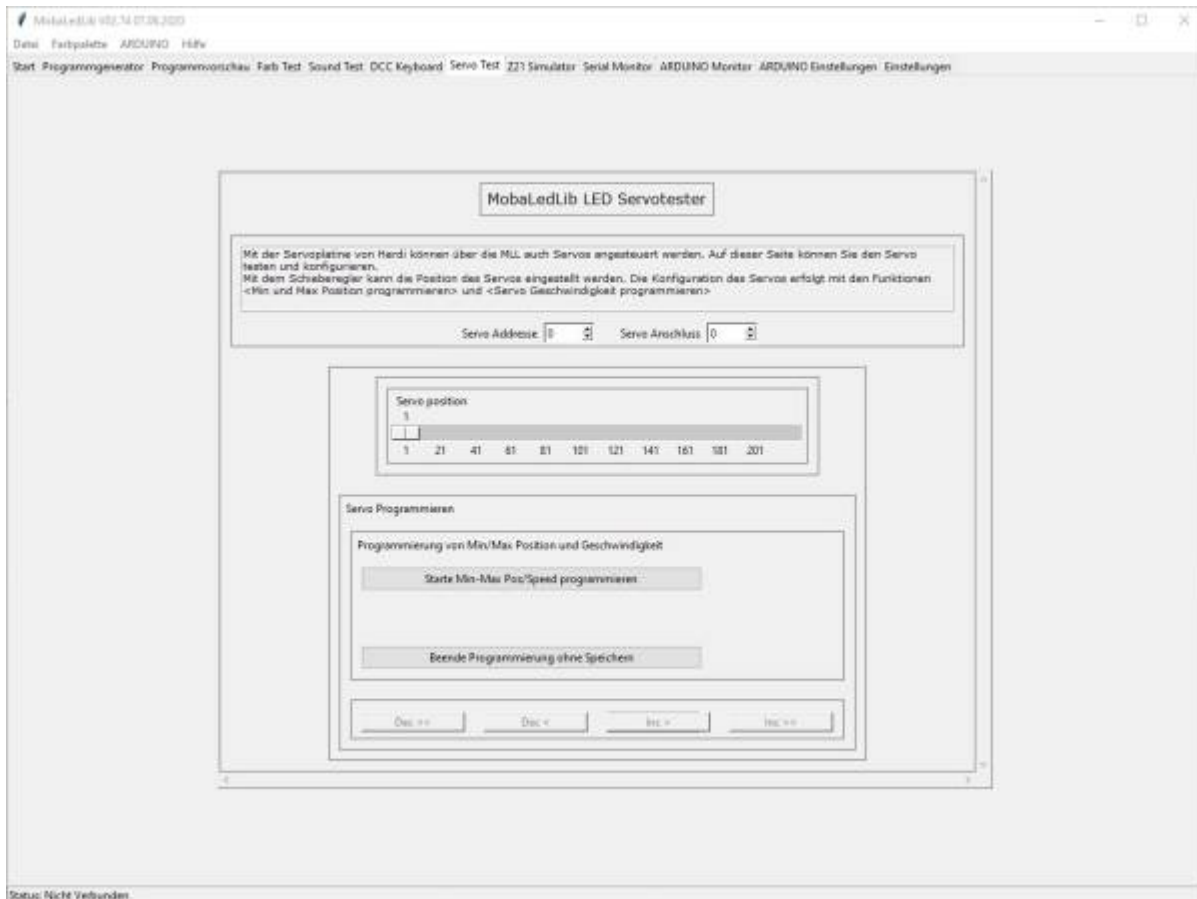 MobaLedLib V02.74 07.06.2020
Datei Farbpalette ARDUINO Hilfe
Start Programmgenerator Programmvorschau Farb Test Sound Test DCC Keyboard Servo Test Z21 Simulator Serial Monitor ARDUINO Monitor ARDUINO Einstellungen Einstellungen
MobaLedLib LED Servotester
Mit der Servoplatine von Hardi können über die MLL auch Servos angesteuert werden. Auf dieser Seite können Sie den Servo
testen und konfigurieren.
Mit dem Schieberegler kann die Position des Servos eingestellt werden. Die Konfiguration des Servos erfolgt mit den Funktionen
<Min und Max Position programmieren> und <Servo Geschwindigkeit programmieren>
Servo Addresse 0 Servo Anschluss 0
Servo position
1
1 21 41 61 81 101 121 141 161 181 201
Servo Programmieren
Programmierung von Min/Max Position und Geschwindigkeit
Starte Min-Max Pos/Speed programmieren
Beende Programmierung ohne Speichern
Dec >> Dec < Inc > Inc >>
Status: Nicht Verbunden